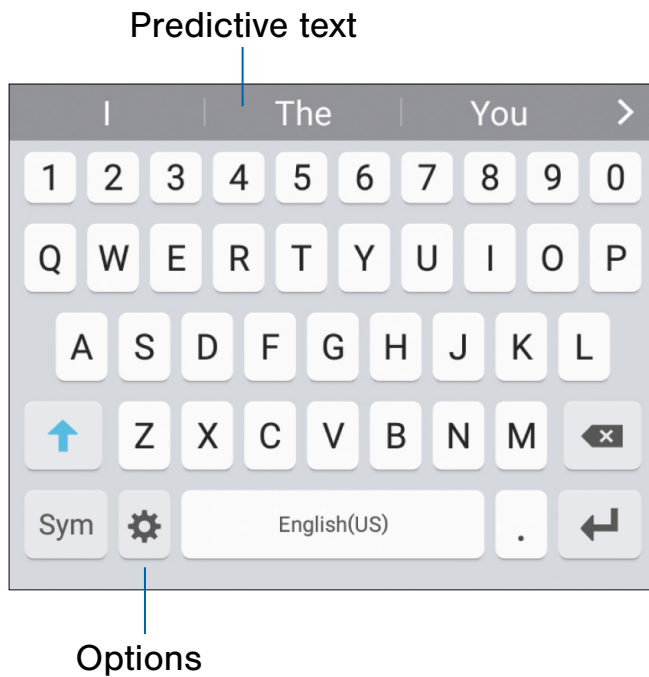 Predictive text
I The You
1 2 3 4 5 6 7 8 9 0
Q W E R T Y U I O P
A S D F G H J K L
Z X C V B N M
Sym English(US) .
Options